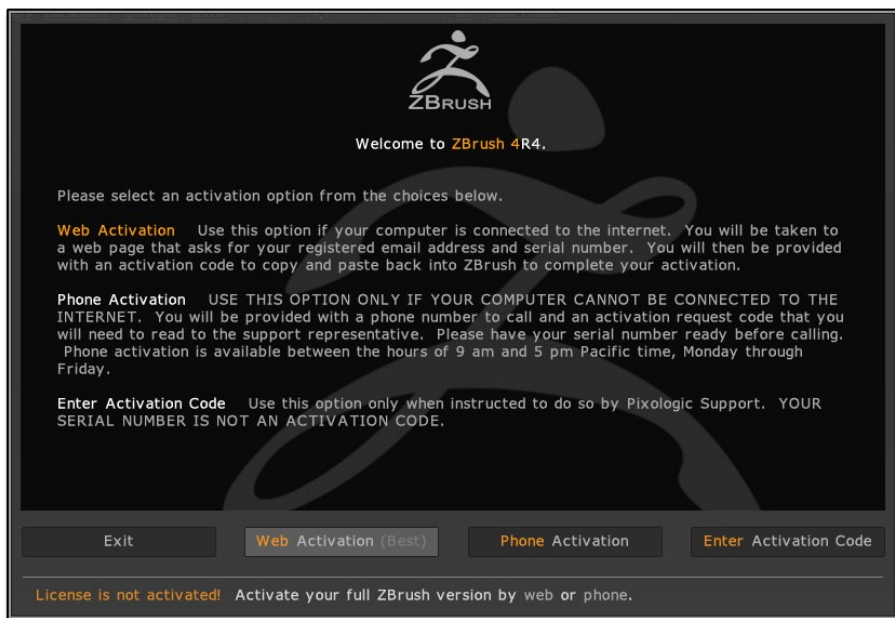 ZBRUSH
Welcome to ZBrush 4R4.
Please select an activation option from the choices below.
Web Activation Use this option if your computer is connected to the internet. You will be taken to
a web page that asks for your registered email address and serial number. You will then be provided
with an activation code to copy and paste back into ZBrush to complete your activation.
Phone Activation USE THIS OPTION ONLY IF YOUR COMPUTER CANNOT BE CONNECTED TO THE
INTERNET. You will be provided with a phone number to call and an activation request code that you
will need to read to the support representative. Please have your serial number ready before calling.
Phone activation is available between the hours of 9 am and 5 pm Pacific time, Monday through
Friday.
Enter Activation Code Use this option only when instructed to do so by Pixologic Support. YOUR
SERIAL NUMBER IS NOT AN ACTIVATION CODE.
Exit Web Activation (Best) Phone Activation Enter Activation Code
License is not activated! Activate your full ZBrush version by web or phone.